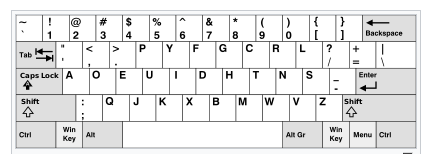 ~ ! @ # $ % ^ & * ( ) { } Backspace
` 1 2 3 4 5 6 7 8 9 0 [ ]
Tab " < > P Y F G C R L ? + |
' , . / = \
Caps Lock A O E U I D H T N S _ Enter
-
Shift : Q J K X B M W V Z Shift
;
Ctrl Win Key Alt Alt Gr Win Key Menu Ctrl